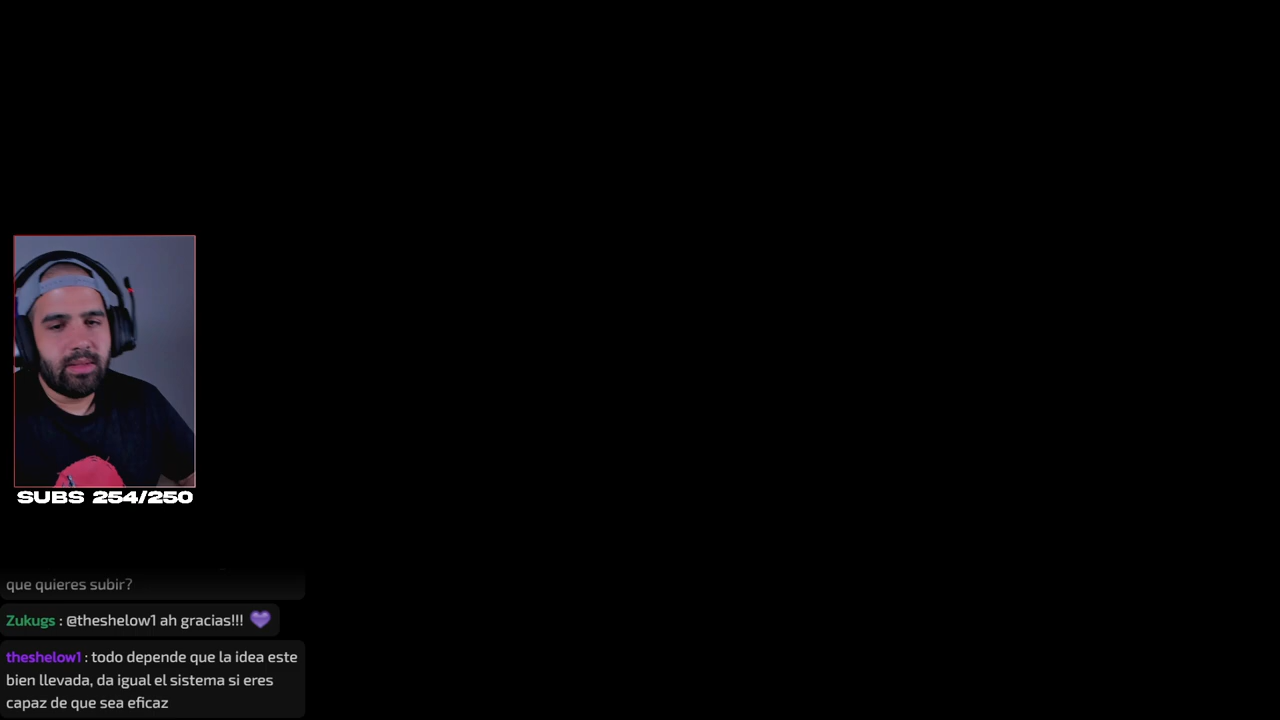 SUBS 254/250
que quieres subir?
Zukugs : @theshelow1 ah gracias!!! 💜
theshelow1 : todo depende que la idea este
bien llevada, da igual el sistema si eres
capaz de que sea eficaz